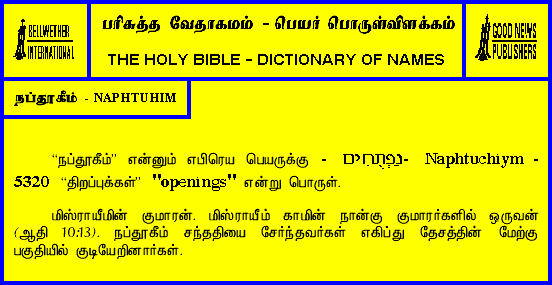 BELLWETHER
INTERNATIONAL
பரிசுத்த வேதாகமம் - பெயர் பொருள்விளக்கம்
THE HOLY BIBLE - DICTIONARY OF NAMES
GOOD NEWS
PUBLISHERS
நப்தூகீம் - NAPHTUHIM
“நப்தூகீம்” என்னும் எபிரெய பெயருக்கு - נַפְתֻּחִים- Naphtuchiym -
5320 “திறப்புக்கள்” "openings" என்று பொருள்.
மிஸ்ராயீமின் குமாரன். மிஸ்ராயீம் காமின் நான்கு குமாரர்களில் ஒருவன்
(ஆதி 10:13). நப்தூகீம் சந்ததியை சேர்ந்தவர்கள் எகிப்து தேசத்தின் மேற்கு
பகுதியில் குடியேறினார்கள்.